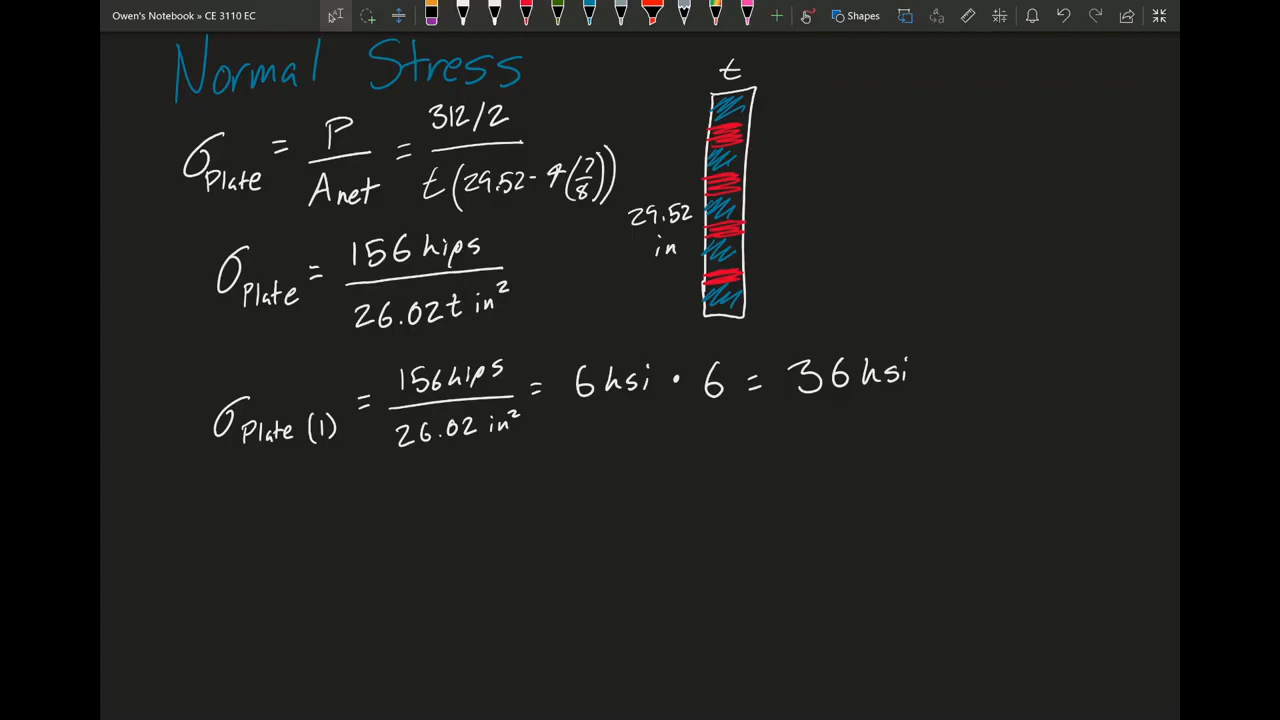 Owen's Notebook » CE 3110 EC
Shapes
Normal Stress
t
σPlate = P / Anet = 312/2 / t(29.52 - 4(7/8))
29.52
in
σPlate = 156 kips / 26.02t in²
σPlate (1) = 156 kips / 26.02 in² = 6 ksi · 6 = 36 ksi